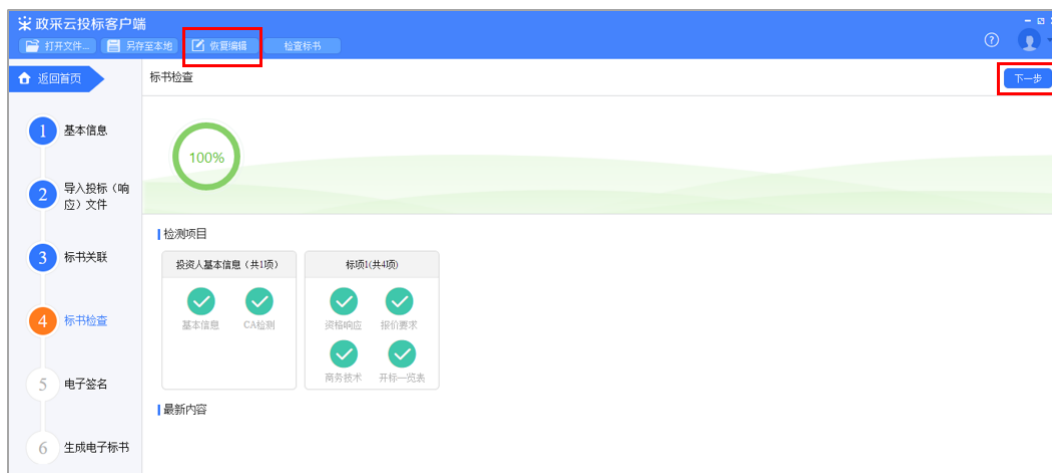 政采云投标客户端
打开文件... 另存至本地 恢复编辑 检查标书
返回首页
标书检查
下一步
1 基本信息
100%
2 导入投标（响
应）文件
检测项目
3 标书关联
投资人基本信息（共1项）
标项1(共4项)
基本信息 CA检测
资格响应 报价要求
4 标书检查
商务技术 开标一览表
5 电子签名
最新内容
6 生成电子标书